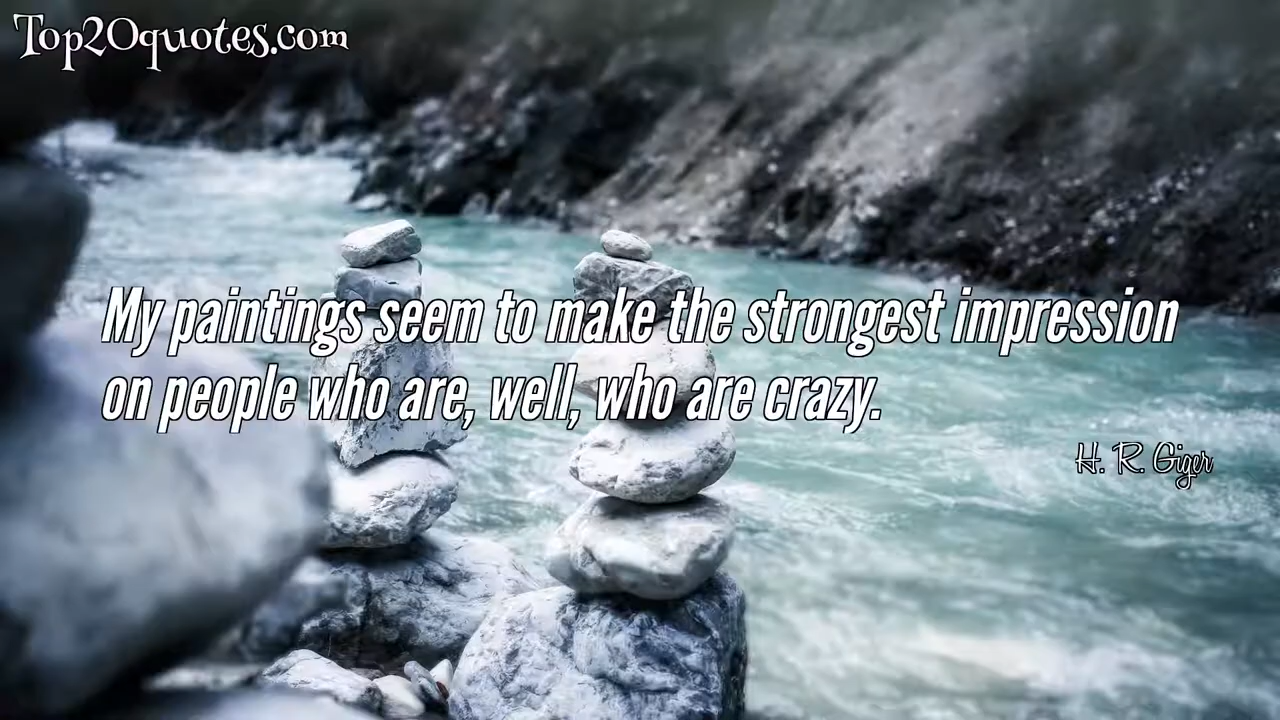 Top20quotes.com
My paintings seem to make the strongest impression
on people who are, well, who are crazy.
H. R. Giger